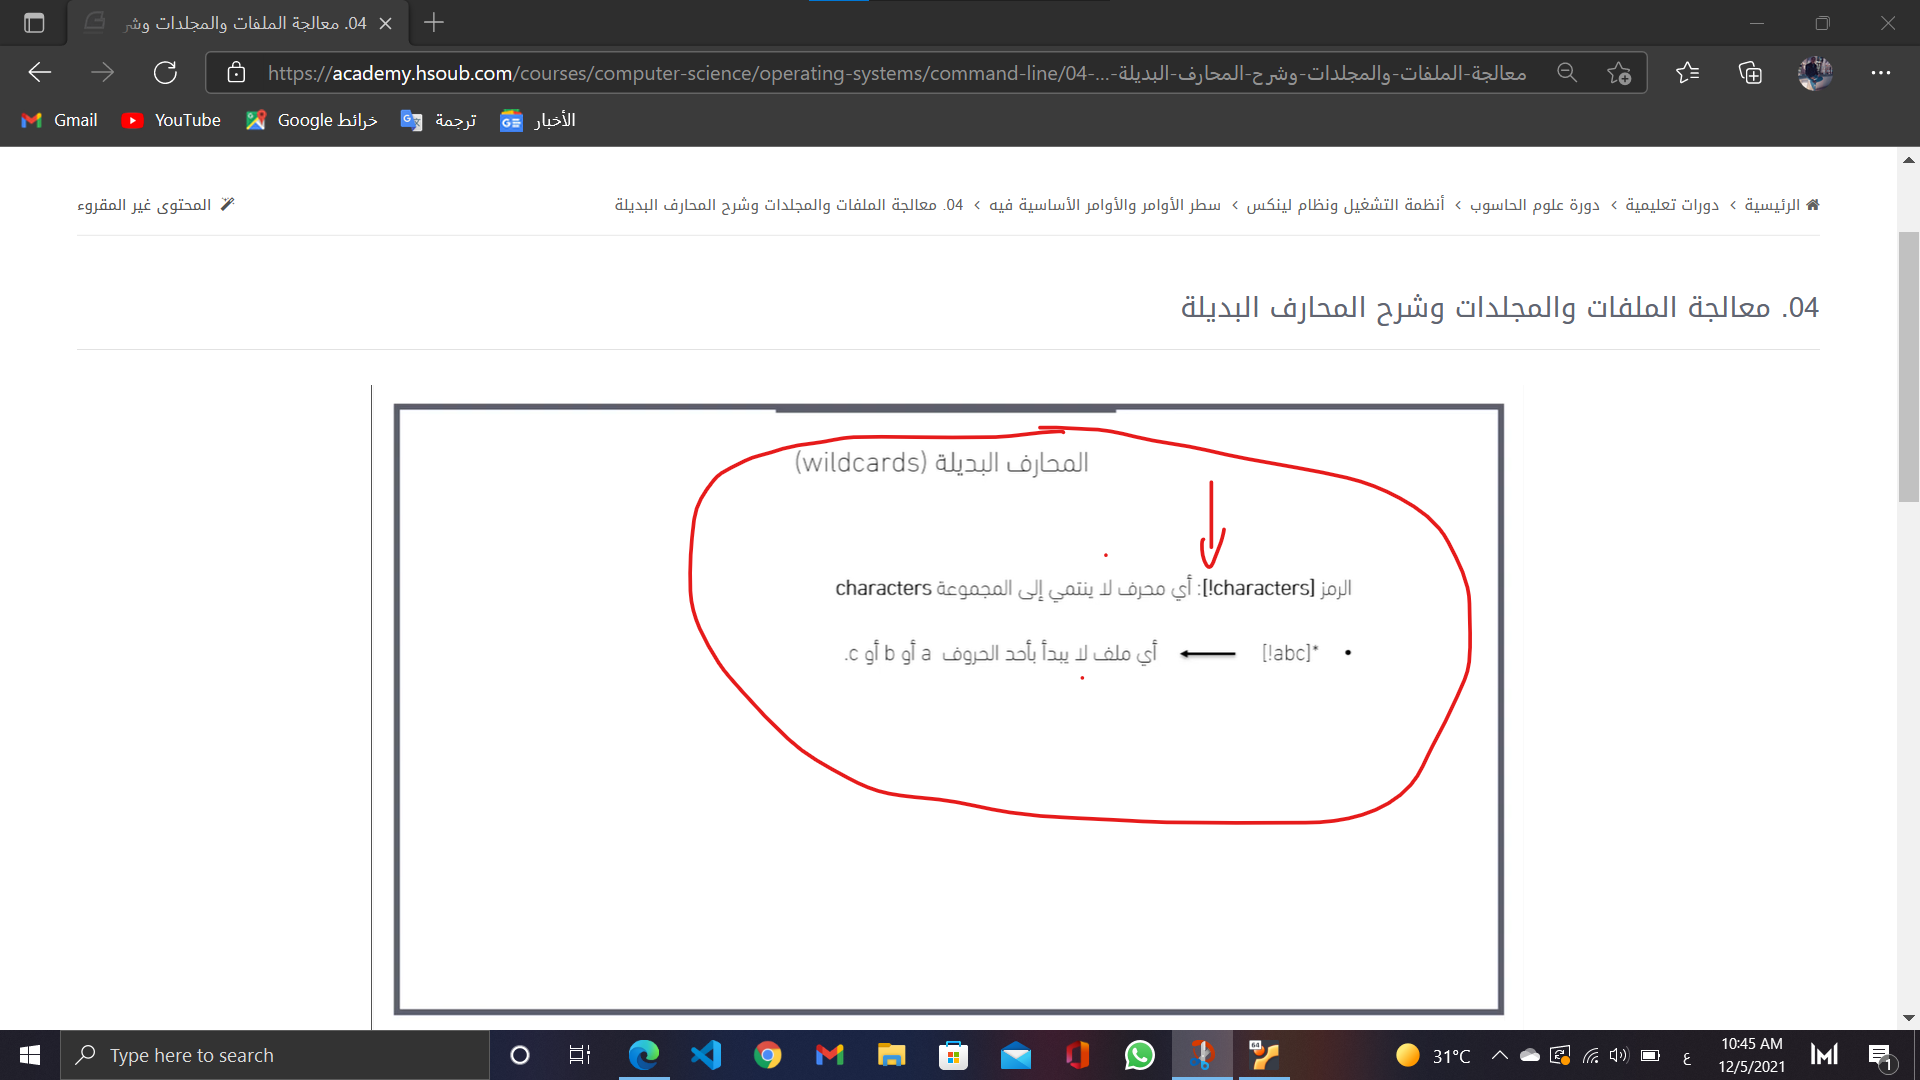 04. معالجة الملفات والمجلدات وشر
https://academy.hsoub.com/courses/computer-science/operating-systems/command-line/04-...-معالجة-الملفات-والمجلدات-وشرح-المحارف-البديلة
Gmail
YouTube
خرائط Google
ترجمة
الأخبار
الرئيسية › دورات تعليمية › دورة علوم الحاسوب › أنظمة التشغيل ونظام لينكس › سطر الأوامر والأوامر الأساسية فيه › 04. معالجة الملفات والمجلدات وشرح المحارف البديلة
المحتوى غير المقروء
04. معالجة الملفات والمجلدات وشرح المحارف البديلة
المحارف البديلة (wildcards)
الرمز [!characters]: أي محرف لا ينتمي إلى المجموعة characters
• [!abc]* أي ملف لا يبدأ بأحد الحروف a أو b أو c.
Type here to search
64
31°C
ع
10:45 AM
12/5/2021
1